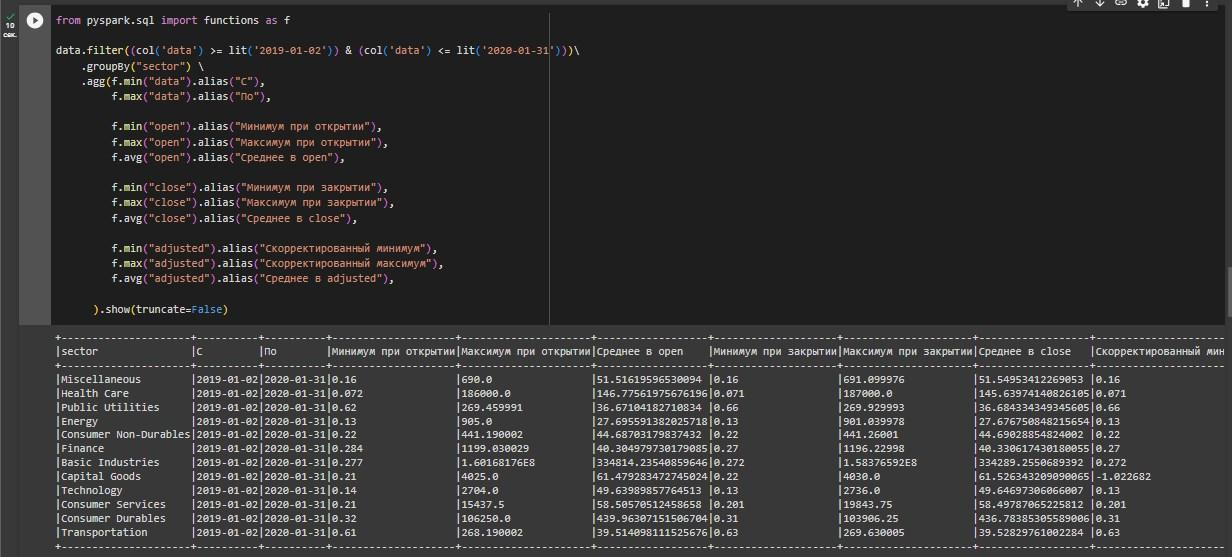 10
сек.
from pyspark.sql import functions as f
data.filter((col('data') >= lit('2019-01-02')) & (col('data') <= lit('2020-01-31')))\
    .groupBy("sector") \
    .agg(f.min("data").alias("С"),
         f.max("data").alias("По"),
         f.min("open").alias("Минимум при открытии"),
         f.max("open").alias("Максимум при открытии"),
         f.avg("open").alias("Среднее в open"),
         f.min("close").alias("Минимум при закрытии"),
         f.max("close").alias("Максимум при закрытии"),
         f.avg("close").alias("Среднее в close"),
         f.min("adjusted").alias("Скорректированный минимум"),
         f.max("adjusted").alias("Скорректированный максимум"),
         f.avg("adjusted").alias("Среднее в adjusted"),
      ).show(truncate=False)
|sector               |С         |По        |Минимум при открытии|Максимум при открытии|Среднее в open    |Минимум при закрытии|Максимум при закрытии|Среднее в close   |Скорректированный мин
|Miscellaneous        |2019-01-02|2020-01-31|0.16                |690.0                |51.51619596530094 |0.16                |691.099976           |51.54953412269053 |0.16
|Health Care          |2019-01-02|2020-01-31|0.072               |186000.0             |146.77561975676196|0.071               |187000.0             |145.63974140826105|0.071
|Public Utilities     |2019-01-02|2020-01-31|0.62                |269.459991           |36.67104182710834 |0.66                |269.929993           |36.684334349345605|0.66
|Energy               |2019-01-02|2020-01-31|0.13                |905.0                |27.695591382025718|0.13                |901.039978           |27.676750848215654|0.13
|Consumer Non-Durables|2019-01-02|2020-01-31|0.22                |441.190002           |44.68703179837432 |0.22                |441.26001            |44.69028854824002 |0.22
|Finance              |2019-01-02|2020-01-31|0.284               |1199.030029          |40.304979730179085|0.27                |1196.22998           |40.330617430180055|0.27
|Basic Industries     |2019-01-02|2020-01-31|0.277               |1.60168176E8         |334814.23540859646|0.272               |1.58376592E8         |334289.2550689392 |0.272
|Capital Goods        |2019-01-02|2020-01-31|0.21                |4025.0               |61.479283472745024|0.21                |4030.0               |61.526343209090065|-1.022682
|Technology           |2019-01-02|2020-01-31|0.14                |2704.0               |49.63989857764513 |0.13                |2736.0               |49.64697306066007 |0.13
|Consumer Services    |2019-01-02|2020-01-31|0.21                |15437.5              |58.50570512458658 |0.201               |19843.75             |58.49787065225812 |0.201
|Consumer Durables    |2019-01-02|2020-01-31|0.32                |106250.0             |439.96307151506704|0.31                |103906.25            |436.78385305589006|0.31
|Transportation       |2019-01-02|2020-01-31|0.61                |268.190002           |39.514098111525676|0.63                |269.630005           |39.52829761002284 |0.63